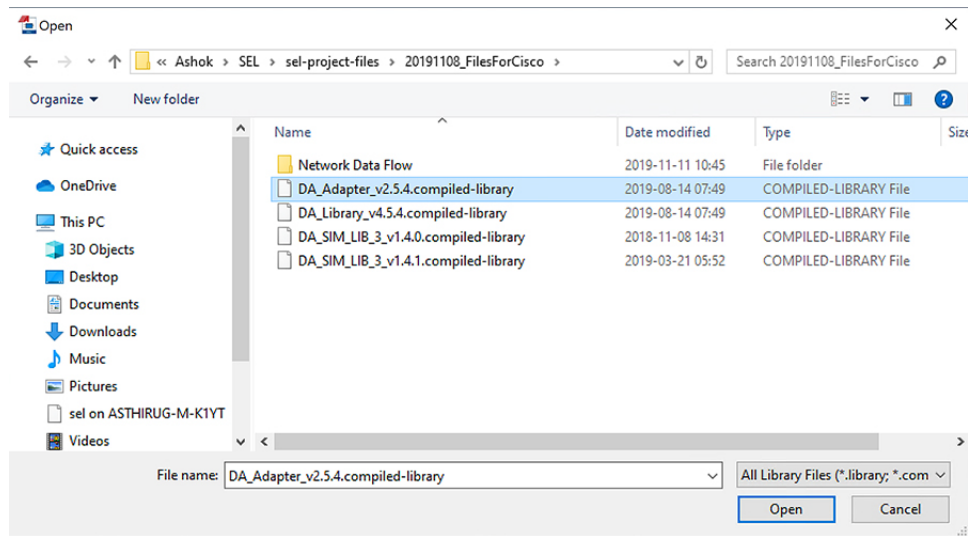 Open
« Ashok › SEL › sel-project-files › 20191108_FilesForCisco ›
Search 20191108_FilesForCisco
Organize
New folder
Name
Date modified
Type
Size
Quick access
OneDrive
This PC
3D Objects
Desktop
Documents
Downloads
Music
Pictures
sel on ASTHIRUG-M-K1YT
Videos
Network Data Flow 2019-11-11 10:45 File folder
DA_Adapter_v2.5.4.compiled-library 2019-08-14 07:49 COMPILED-LIBRARY File
DA_Library_v4.5.4.compiled-library 2019-08-14 07:49 COMPILED-LIBRARY File
DA_SIM_LIB_3_v1.4.0.compiled-library 2018-11-08 14:31 COMPILED-LIBRARY File
DA_SIM_LIB_3_v1.4.1.compiled-library 2019-03-21 05:52 COMPILED-LIBRARY File
File name: DA_Adapter_v2.5.4.compiled-library
All Library Files (*.library; *.com
Open
Cancel